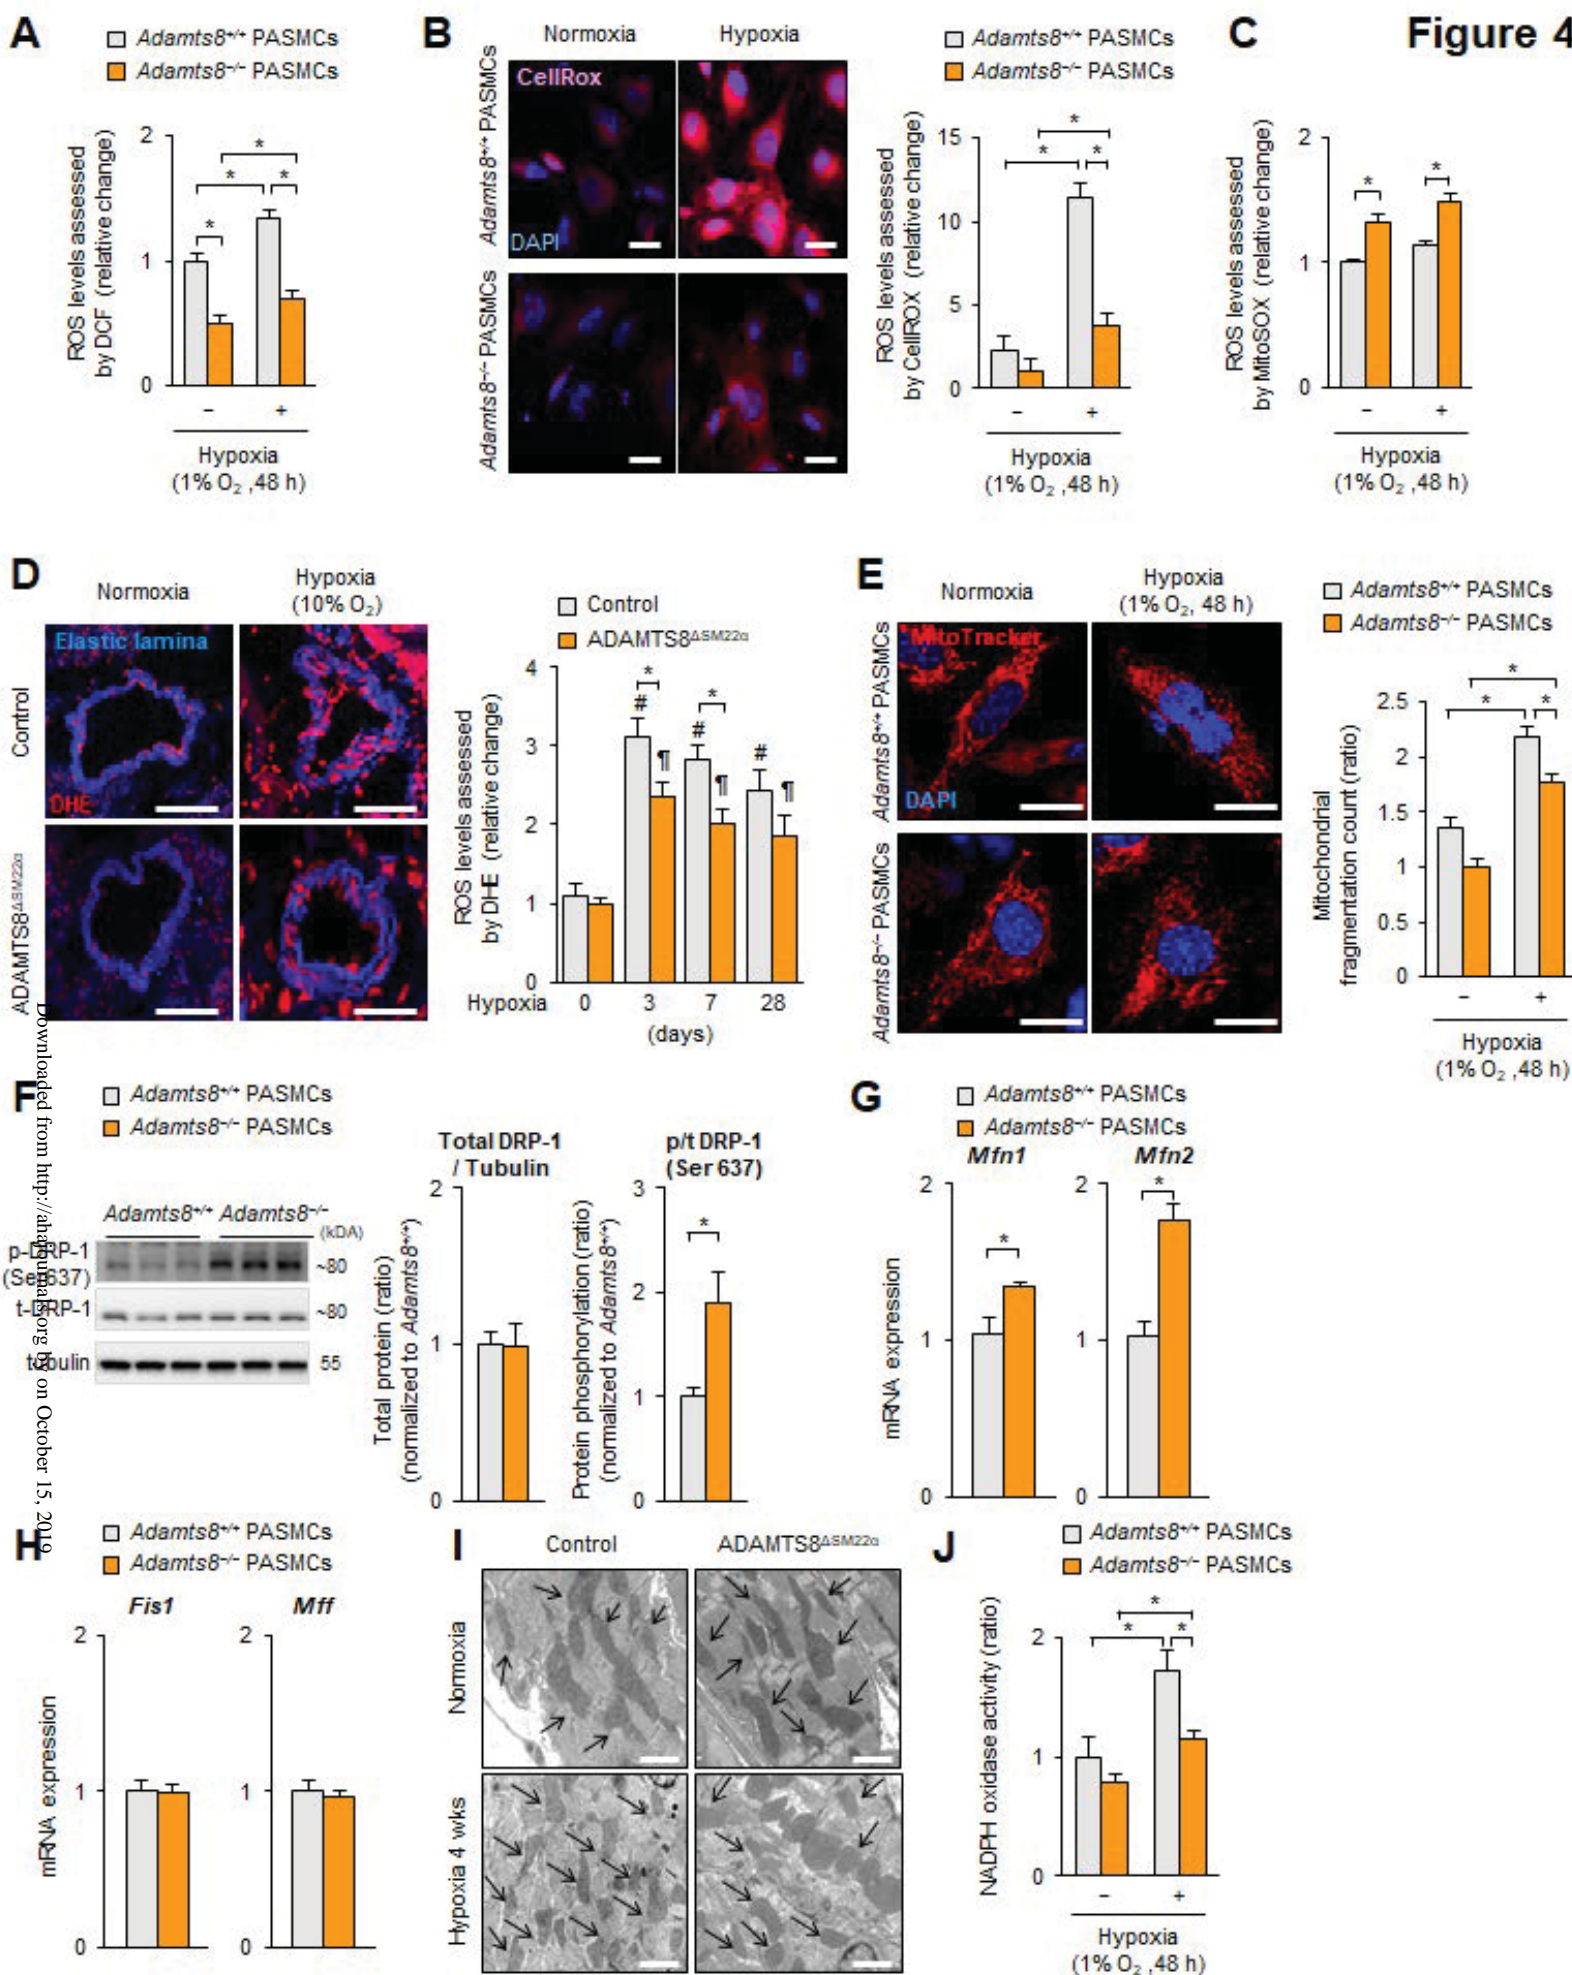 Figure 4
A
Adamts8+/+ PASMCs
Adamts8−/− PASMCs
ROS levels assessed
by DCF (relative change)
2
1
0
*
*
*
*
−
+
Hypoxia
(1% O2 ,48 h)
B
Normoxia
Hypoxia
Adamts8+/+ PASMCs
Adamts8−/− PASMCs
CellRox
DAPI
Adamts8+/+ PASMCs
Adamts8−/− PASMCs
ROS levels assessed
by CellROX (relative change)
15
10
5
0
*
*
*
−
+
Hypoxia
(1% O2 ,48 h)
C
ROS levels assessed
by MitoSOX (relative change)
2
1
0
*
*
−
+
Hypoxia
(1% O2 ,48 h)
D
Normoxia
Hypoxia
(10% O2)
Control
ADAMTS8ΔSM22α
Elastic lamina
DHE
Control
ADAMTS8ΔSM22α
ROS levels assessed
by DHE (relative change)
4
3
2
1
0
*
*
#
#
#
¶
¶
¶
Hypoxia
0
3
7
28
(days)
E
Normoxia
Hypoxia
(1% O2, 48 h)
Adamts8+/+ PASMCs
Adamts8−/− PASMCs
MitoTracker
DAPI
Adamts8+/+ PASMCs
Adamts8−/− PASMCs
Mitochondrial
fragmentation count (ratio)
2.5
2
1.5
1
0.5
0
*
*
*
−
+
Hypoxia
(1% O2 ,48 h)
Downloaded from http://ahajournals.org by on October 15, 2019
F
Adamts8+/+ PASMCs
Adamts8−/− PASMCs
Adamts8+/+ Adamts8−/−
(kDA)
p-DRP-1
(Ser 637)
~80
t-DRP-1
~80
tubulin
55
Total DRP-1
/ Tubulin
Total protein (ratio)
(normalized to Adamts8+/+)
2
1
0
p/t DRP-1
(Ser 637)
Protein phosphorylation (ratio)
(normalized to Adamts8+/+)
3
2
1
0
*
G
Adamts8+/+ PASMCs
Adamts8−/− PASMCs
Mfn1
Mfn2
mRNA expression
2
1
0
*
2
1
0
*
H
Adamts8+/+ PASMCs
Adamts8−/− PASMCs
Fis1
Mff
mRNA expression
2
1
0
2
1
0
I
Control
ADAMTS8ΔSM22α
Normoxia
Hypoxia 4 wks
J
Adamts8+/+ PASMCs
Adamts8−/− PASMCs
NADPH oxidase activity (ratio)
2
1
0
*
*
*
−
+
Hypoxia
(1% O2 ,48 h)